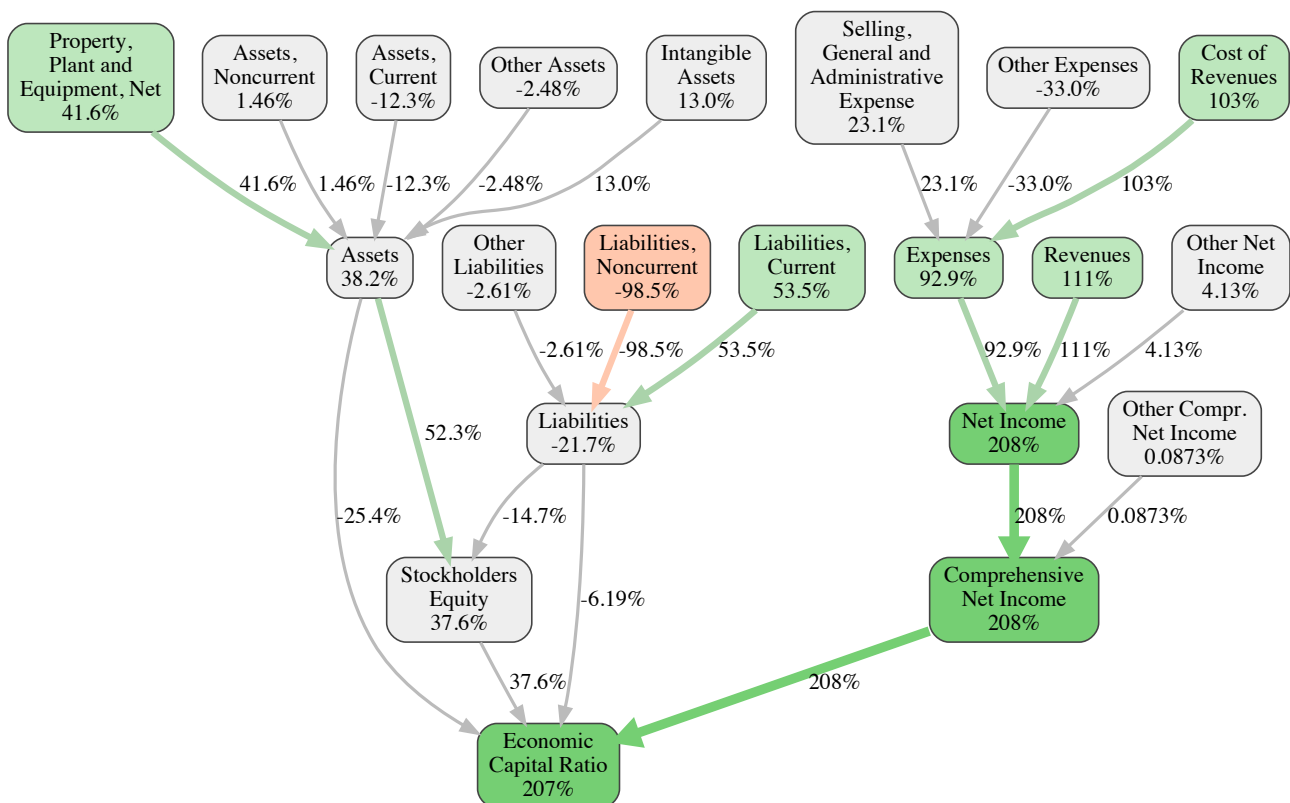 Property,
Plant and
Equipment, Net
41.6%
Assets,
Noncurrent
1.46%
Assets,
Current
-12.3%
Other Assets
-2.48%
Intangible
Assets
13.0%
Selling,
General and
Administrative
Expense
23.1%
Other Expenses
-33.0%
Cost of
Revenues
103%
41.6%
1.46%
-12.3%
-2.48%
13.0%
23.1%
-33.0%
103%
Assets
38.2%
Other
Liabilities
-2.61%
Liabilities,
Noncurrent
-98.5%
Liabilities,
Current
53.5%
Expenses
92.9%
Revenues
111%
Other Net
Income
4.13%
-2.61%
-98.5%
53.5%
92.9%
111%
4.13%
52.3%
Liabilities
-21.7%
Net Income
208%
Other Compr.
Net Income
0.0873%
-25.4%
-14.7%
208%
0.0873%
Stockholders
Equity
37.6%
-6.19%
Comprehensive
Net Income
208%
37.6%
208%
Economic
Capital Ratio
207%